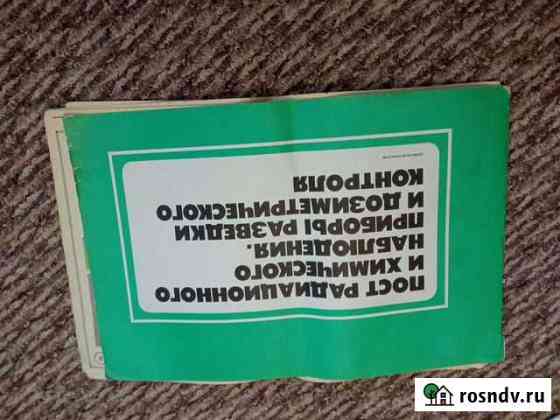 ПОСТ РАДИАЦИОННОГО
И ХИМИЧЕСКОГО
НАБЛЮДЕНИЯ.
ПРИБОРЫ РАЗВЕДКИ
И ДОЗИМЕТРИЧЕСКОГО
КОНТРОЛЯ
rosndv.ru